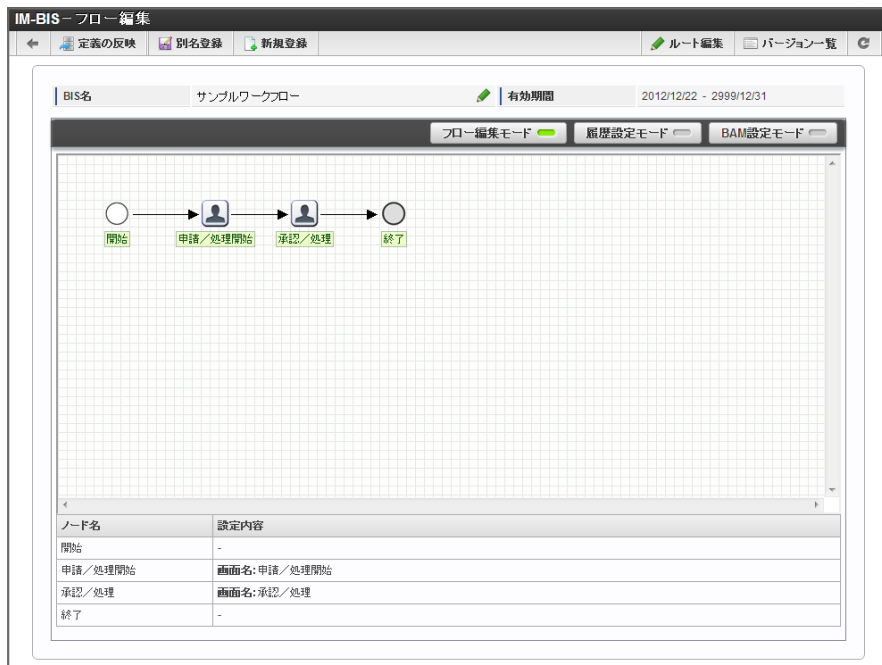 IM-BIS－フロー編集
定義の反映 別名登録 新規登録 ルート編集 バージョン一覧
BIS名 サンプルワークフロー 有効期間 2012/12/22 - 2999/12/31
フロー編集モード 履歴設定モード BAM設定モード
開始 申請／処理開始 承認／処理 終了
ノード名 設定内容
開始 -
申請／処理開始 画面名:申請／処理開始
承認／処理 画面名:承認／処理
終了 -